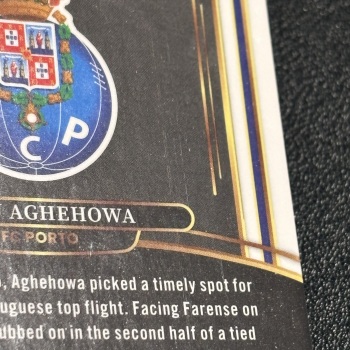 C P
AGHEHOWA
FC PORTO
, Aghehowa picked a timely spot for
uguese top flight. Facing Farense on
ubbed on in the second half of a tied